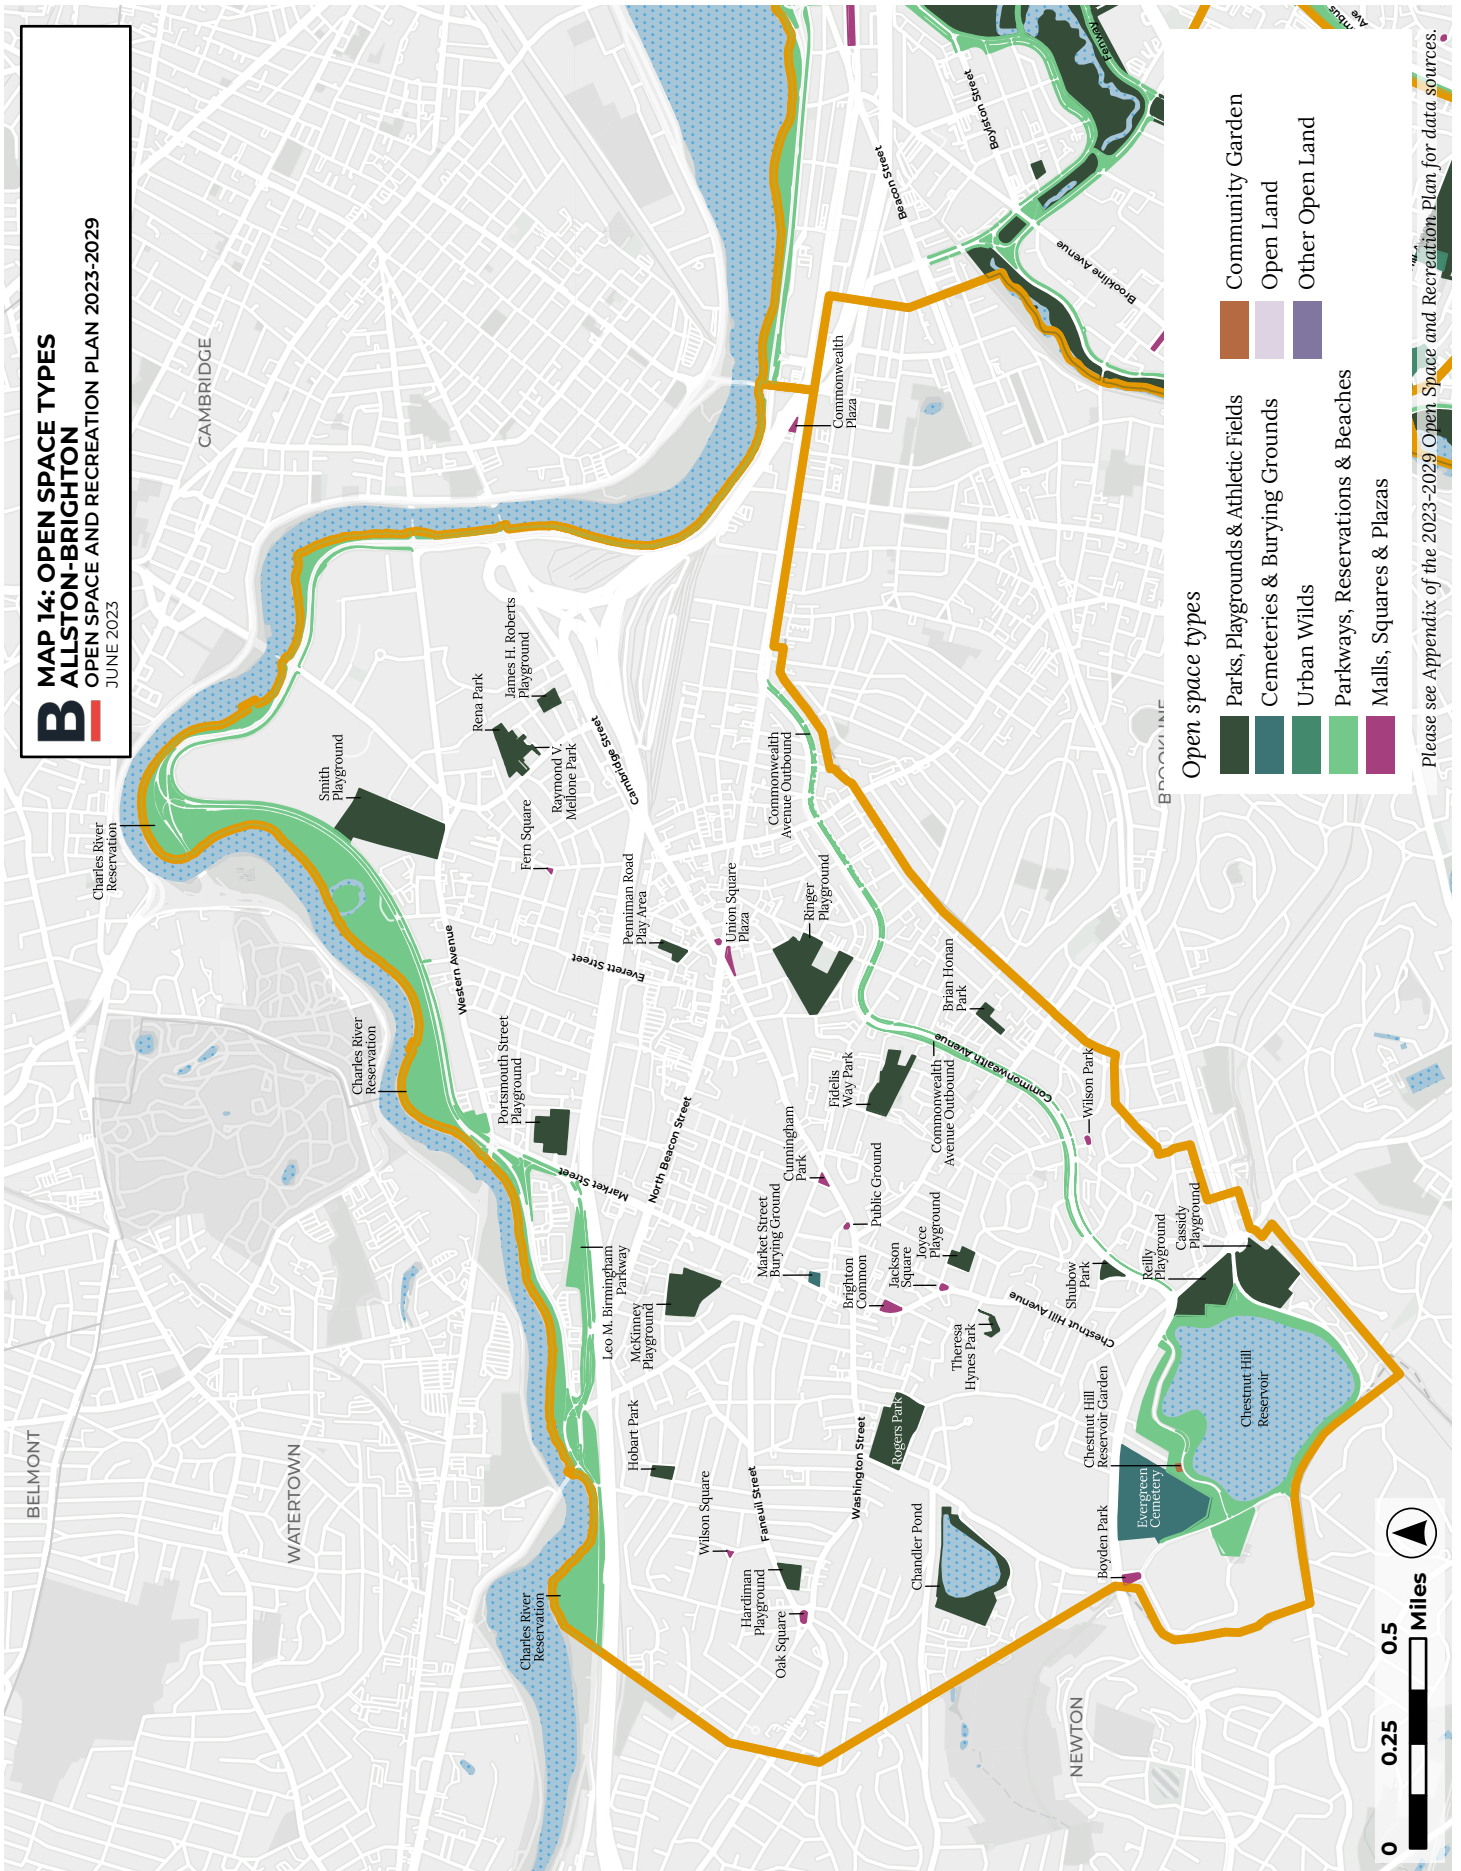 B
MAP 14: OPEN SPACE TYPES
ALLSTON-BRIGHTON
OPEN SPACE AND RECREATION PLAN 2023-2029
JUNE 2023
BELMONT
WATERTOWN
CAMBRIDGE
NEWTON
BROOKLINE
Charles River
Reservation
Charles River
Reservation
Charles River
Reservation
Smith
Playground
Rena Park
James H. Roberts
Playground
Raymond V.
Mellone Park
Fern Square
Penniman Road
Play Area
Union Square
Plaza
Ringer
Playground
Commonwealth
Avenue Outbound
Commonwealth
Plaza
Cambridge Street
Western Avenue
Everett Street
Portsmouth Street
Playground
Market Street
North Beacon Street
Leo M. Birmingham
Parkway
McKinney
Playground
Hobart Park
Wilson Square
Faneuil Street
Hardiman
Playground
Oak Square
Washington Street
Rogers Park
Chandler Pond
Market Street
Burying Ground
Cunningham
Park
Public Ground
Brighton
Common
Jackson
Square
Joyce
Playground
Theresa
Hynes Park
Fidelis
Way Park
Commonwealth
Avenue Outbound
Commonwealth Avenue
Brian Honan
Park
Wilson Park
Shubow
Park
Reilly
Playground
Cassidy
Playground
Chestnut Hill Avenue
Chestnut Hill
Reservoir Garden
Chestnut Hill
Reservoir
Evergreen
Cemetery
Boyden Park
Beacon Street
Boylston Street
Brookline Avenue
Fenway
Ave
Open space types
Parks, Playgrounds & Athletic Fields
Cemeteries & Burying Grounds
Urban Wilds
Parkways, Reservations & Beaches
Malls, Squares & Plazas
Community Garden
Open Land
Other Open Land
Please see Appendix of the 2023-2029 Open Space and Recreation Plan for data sources.
0 0.25 0.5
Miles